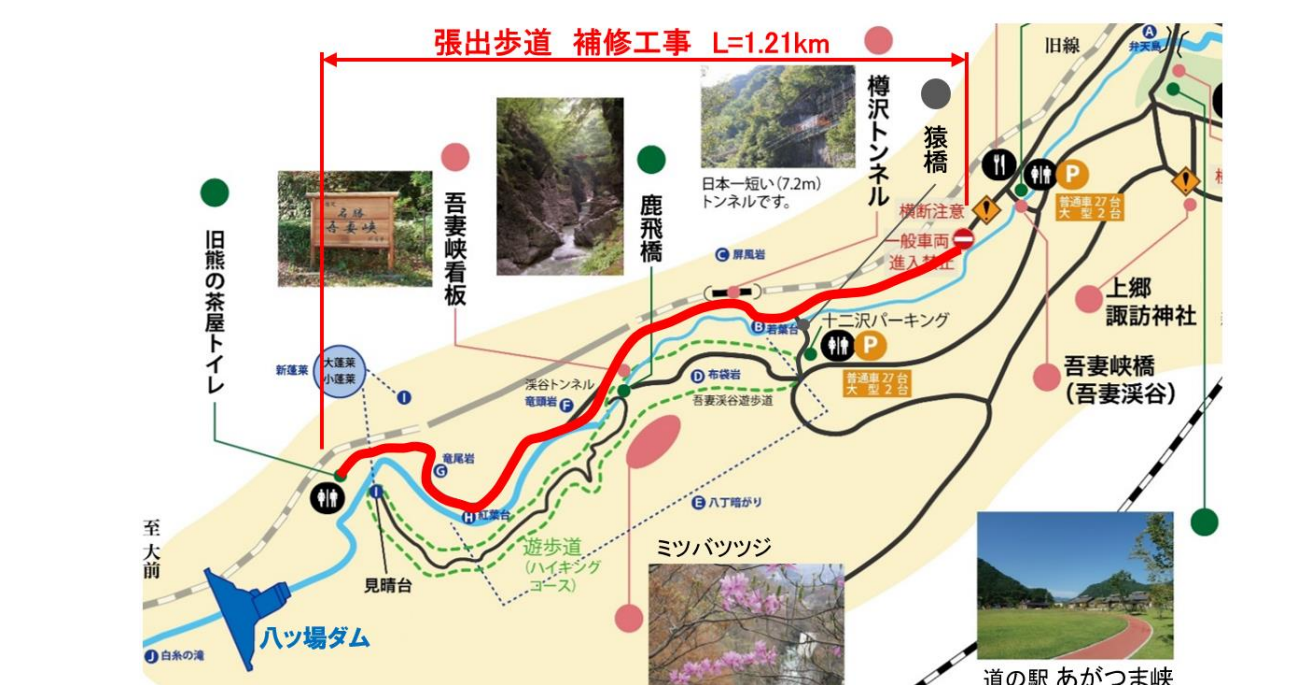 張出歩道 補修工事 L=1.21km
旧線
A
弁天島
樽沢トンネル
猿橋
日本一短い(7.2m)
トンネルです。
名勝
吾妻峡
吾妻峡看板
鹿飛橋
旧熊の茶屋トイレ
横断注意
一般車両
進入禁止
P
普通車 27台
大 型 2台
C 屏風岩
上郷
諏訪神社
B 若葉台
十二沢パーキング
P
普通車 27台
大 型 2台
吾妻峡橋
(吾妻渓谷)
新蓬莱
大蓬莱
小蓬莱
I
渓谷トンネル
竜頭岩 F
D 布袋岩
吾妻渓谷遊歩道
竜尾岩
G
I
H 紅葉台
E 八丁暗がり
至大前
見晴台
遊歩道
(ハイキング
コース)
ミツバツツジ
八ッ場ダム
J 白糸の滝
道の駅 あがつま峡